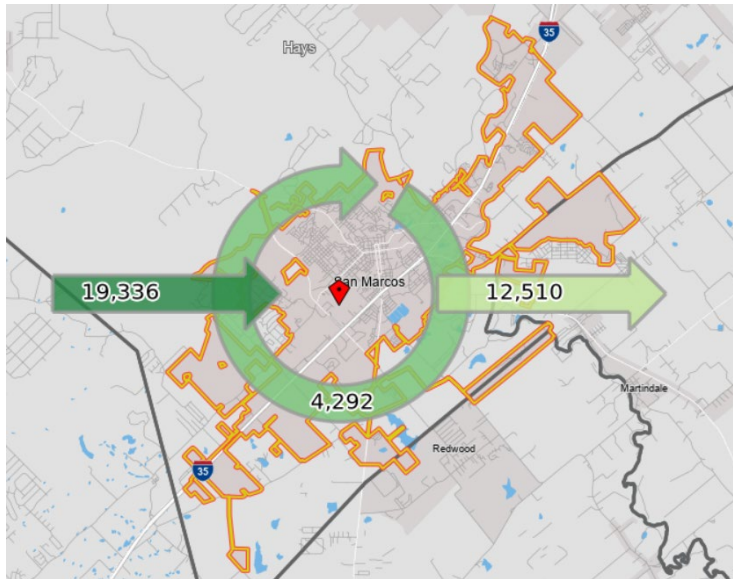 35
Hays
San Marcos
19,336
12,510
Martindale
4,292
Redwood
35